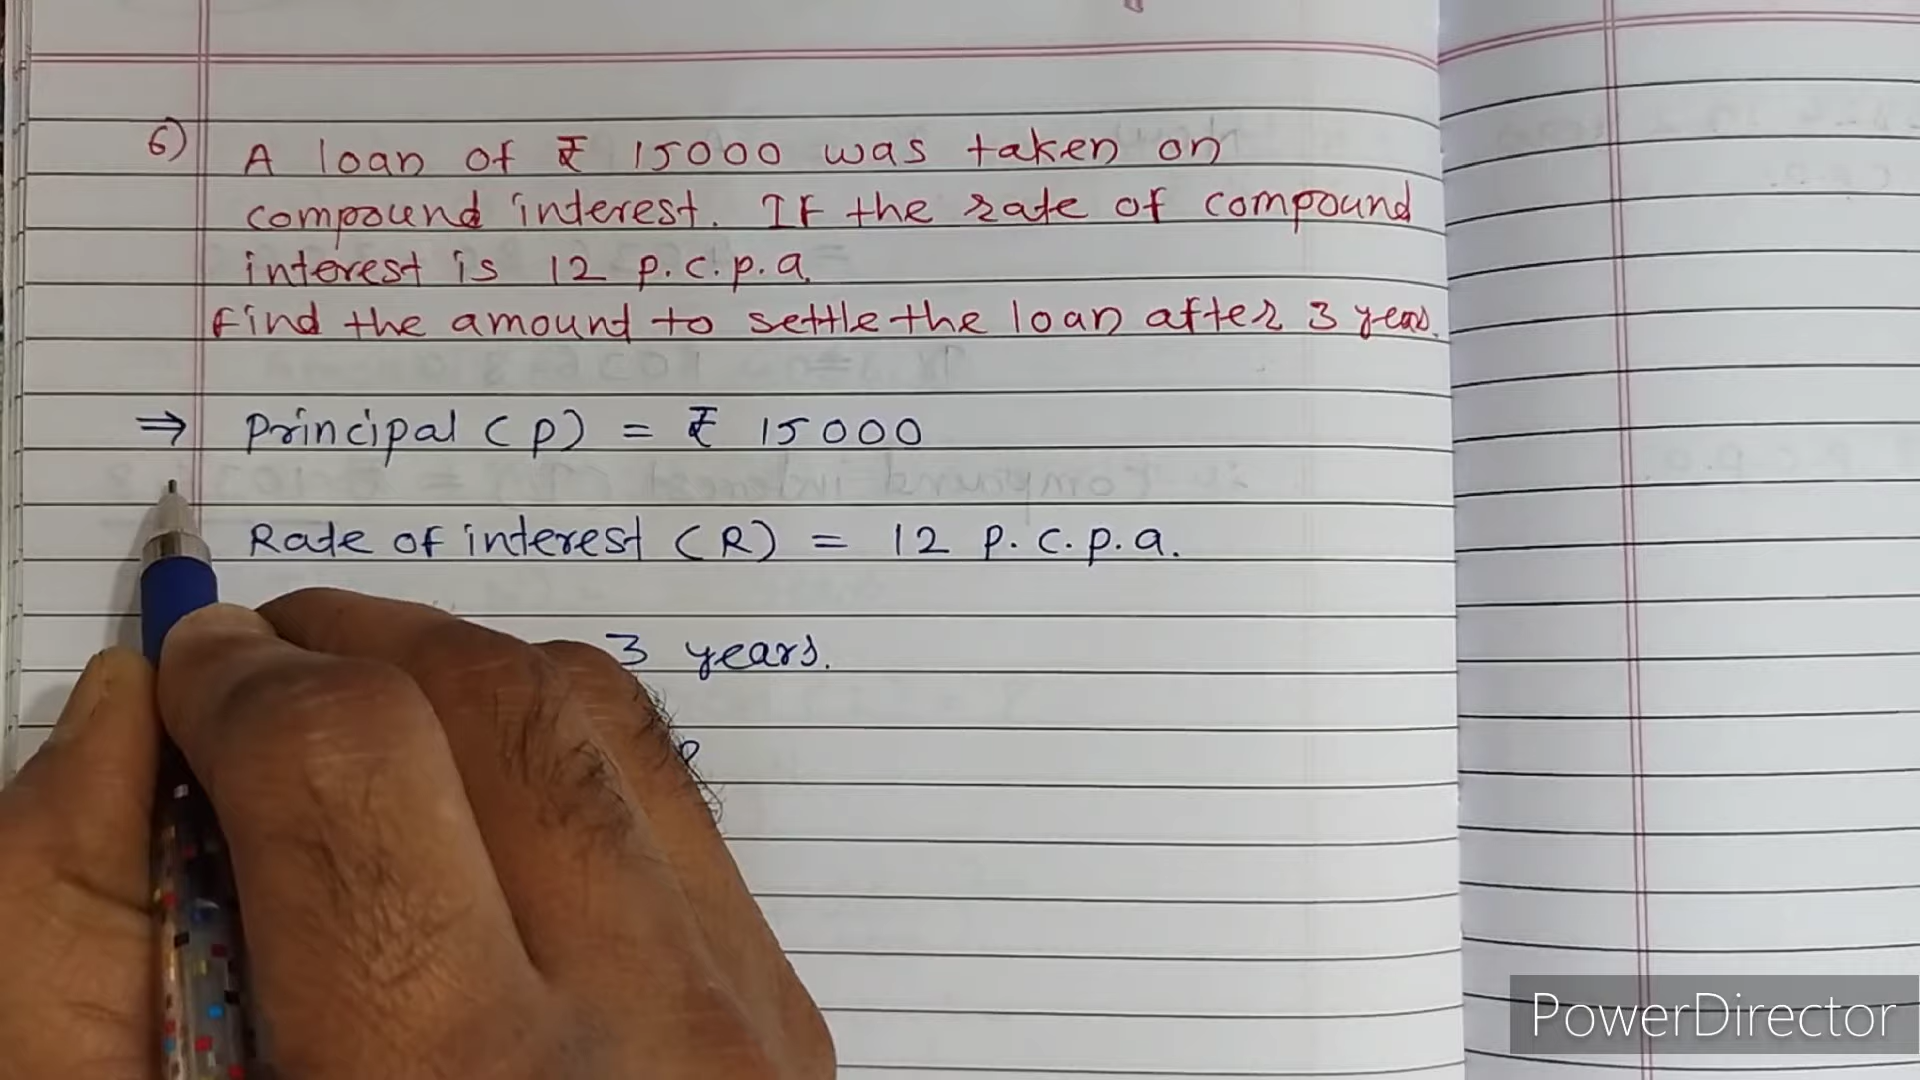 6) A loan of ₹ 15000 was taken on
compound interest. If the rate of compound
interest is 12 p.c.p.a.
Find the amount to settle the loan after 3 years.
⇒ Principal (P) = ₹ 15000
Rate of interest (R) = 12 p.c.p.a.
3 years.
PowerDirector